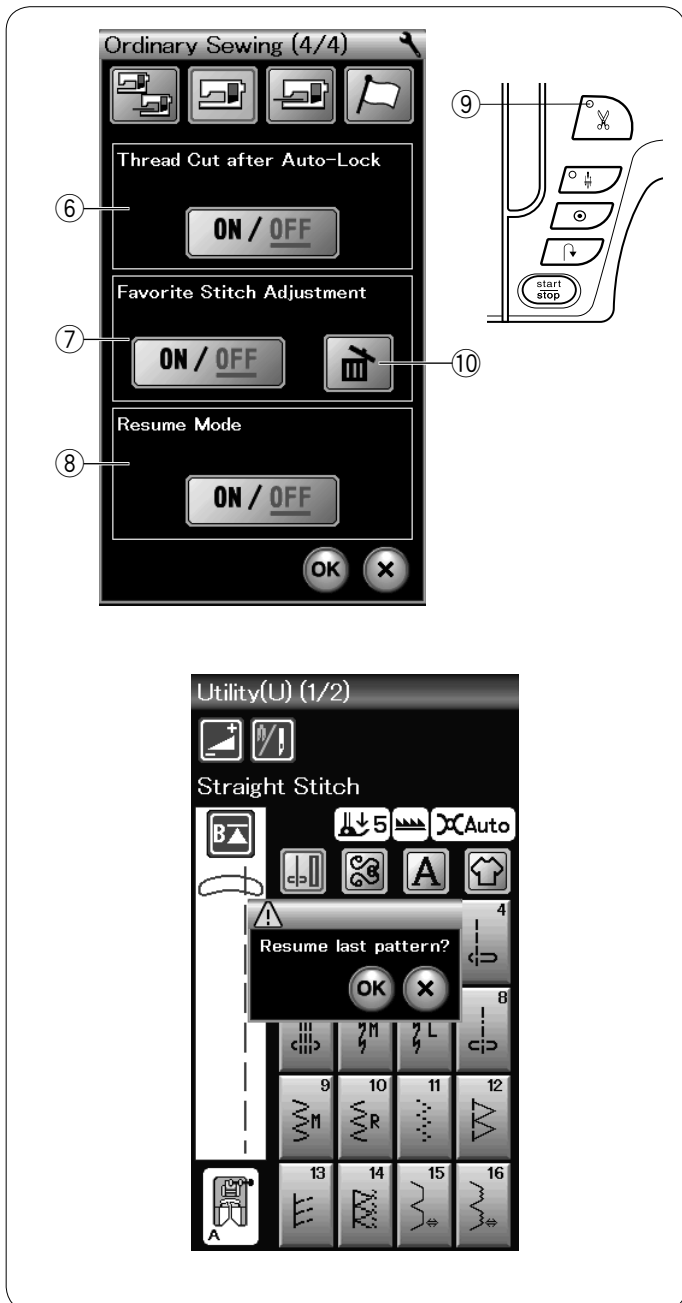 Ordinary Sewing (4/4)
Thread Cut after Auto-Lock
⑥
ON / OFF
Favorite Stitch Adjustment
⑦
ON / OFF
⑩
Resume Mode
⑧
ON / OFF
OK ×
⑨
start
stop
Utility(U) (1/2)
Straight Stitch
B
5
Auto
A
Resume last pattern?
OK ×
4
M
L
8
9
M
10
R
11
12
A
13
14
15
16